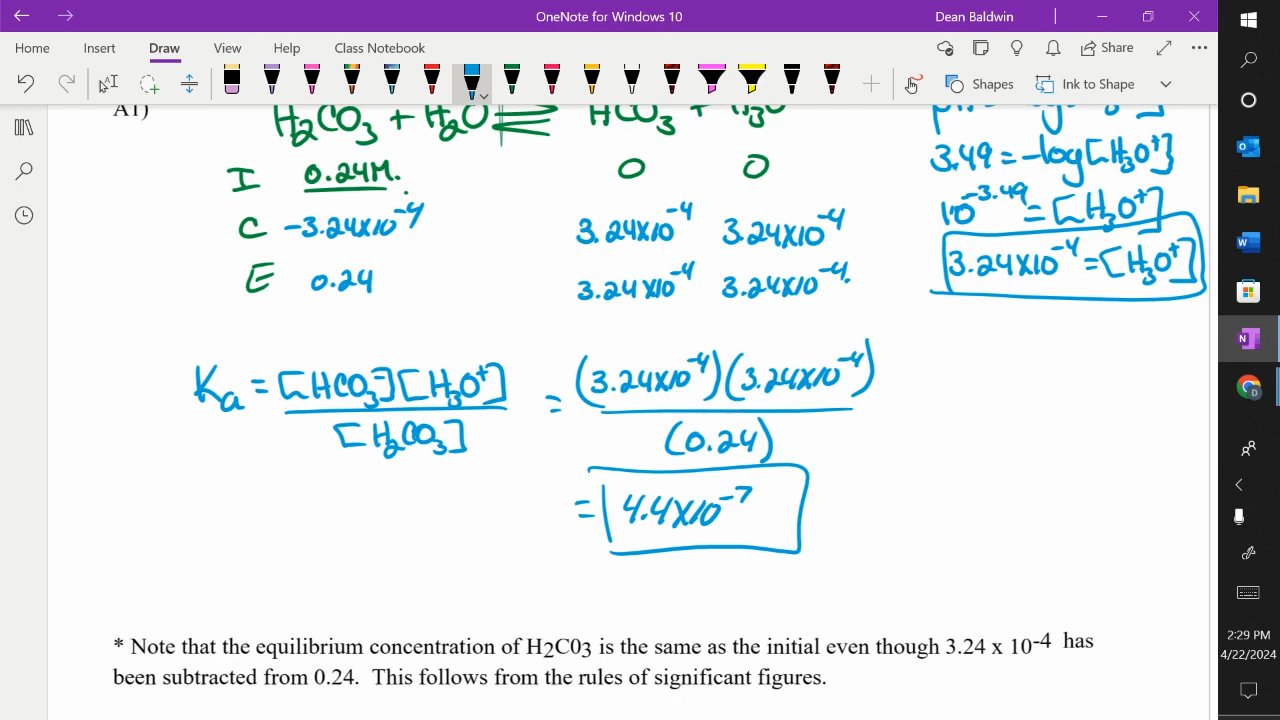 OneNote for Windows 10
Dean Baldwin
Home Insert Draw View Help Class Notebook
Share
Shapes Ink to Shape
A1)
H₂CO₃ + H₂O ⇌ HCO₃ + H₃O
I 0.24M. 0 0
C -3.24x10⁻⁴ 3.24x10⁻⁴ 3.24x10⁻⁴
E 0.24 3.24x10⁻⁴ 3.24x10⁻⁴.
3.49 = -log[H₃O⁺]
10⁻³·⁴⁹ = [H₃O⁺]
3.24x10⁻⁴ = [H₃O⁺]
Ka = [HCO₃⁻][H₃O⁺] = (3.24x10⁻⁴)(3.24x10⁻⁴)
[H₂CO₃] (0.24)
= 4.4x10⁻⁷
* Note that the equilibrium concentration of H2C03 is the same as the initial even though 3.24 x 10-4 has
been subtracted from 0.24. This follows from the rules of significant figures.
2:29 PM
4/22/2024